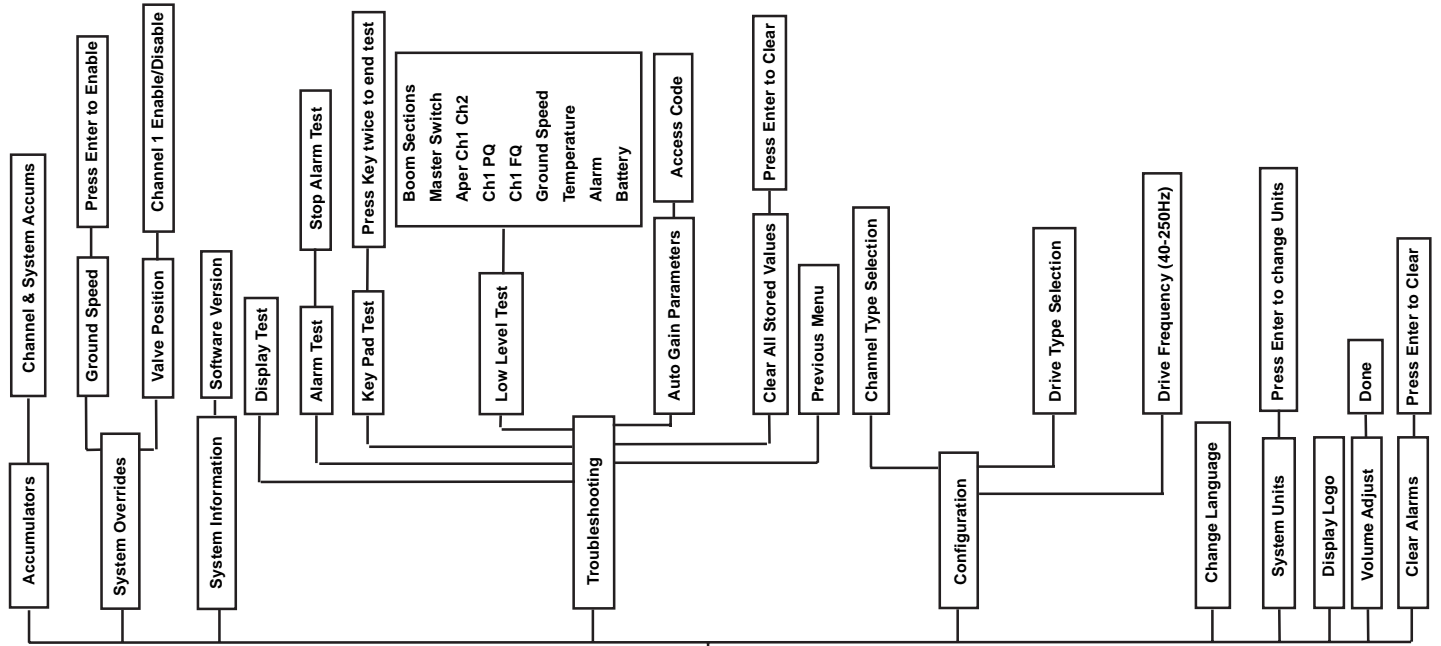 Accumulators
Channel & System Accums
System Overrides
Ground Speed
Press Enter to Enable
Valve Position
Channel 1 Enable/Disable
System Information
Software Version
Troubleshooting
Display Test
Alarm Test
Stop Alarm Test
Key Pad Test
Press Key twice to end test
Low Level Test
Boom Sections
Master Switch
Aper Ch1 Ch2
Ch1 PQ
Ch1 FQ
Ground Speed
Temperature
Alarm
Battery
Auto Gain Parameters
Access Code
Clear All Stored Values
Press Enter to Clear
Previous Menu
Configuration
Channel Type Selection
Drive Type Selection
Drive Frequency (40-250Hz)
Change Language
System Units
Press Enter to change Units
Display Logo
Volume Adjust
Done
Clear Alarms
Press Enter to Clear